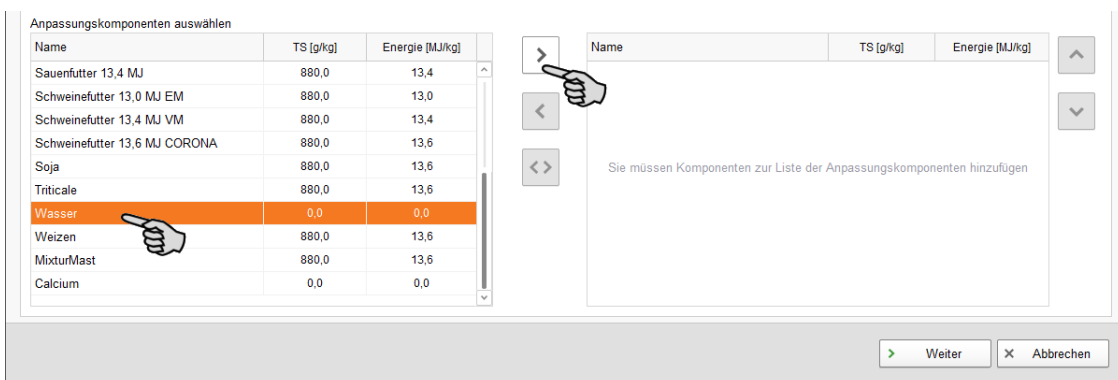 Anpassungskomponenten auswählen
Name TS [g/kg] Energie [MJ/kg]
Sauenfutter 13,4 MJ 880,0 13,4
Schweinefutter 13,0 MJ EM 880,0 13,0
Schweinefutter 13,4 MJ VM 880,0 13,4
Schweinefutter 13,6 MJ CORONA 880,0 13,6
Soja 880,0 13,6
Triticale 880,0 13,6
Wasser 0,0 0,0
Weizen 880,0 13,6
MixturMast 880,0 13,6
Calcium 0,0 0,0
Name TS [g/kg] Energie [MJ/kg]
Sie müssen Komponenten zur Liste der Anpassungskomponenten hinzufügen
Weiter Abbrechen